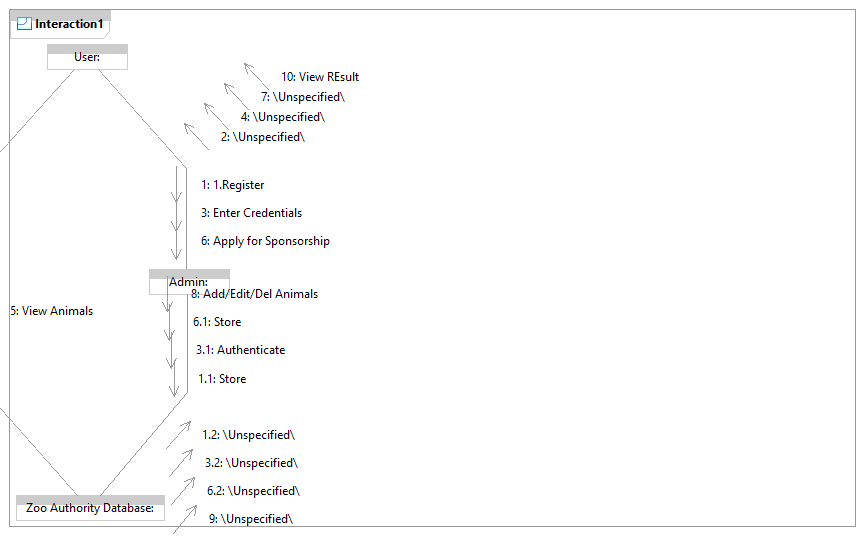 Interaction1
User:
10: View REsult
7: \Unspecified\
4: \Unspecified\
2: \Unspecified\
1: 1.Register
3: Enter Credentials
6: Apply for Sponsorship
Admin:
8: Add/Edit/Del Animals
5: View Animals
6.1: Store
3.1: Authenticate
1.1: Store
1.2: \Unspecified\
3.2: \Unspecified\
6.2: \Unspecified\
Zoo Authority Database:
9: \Unspecified\